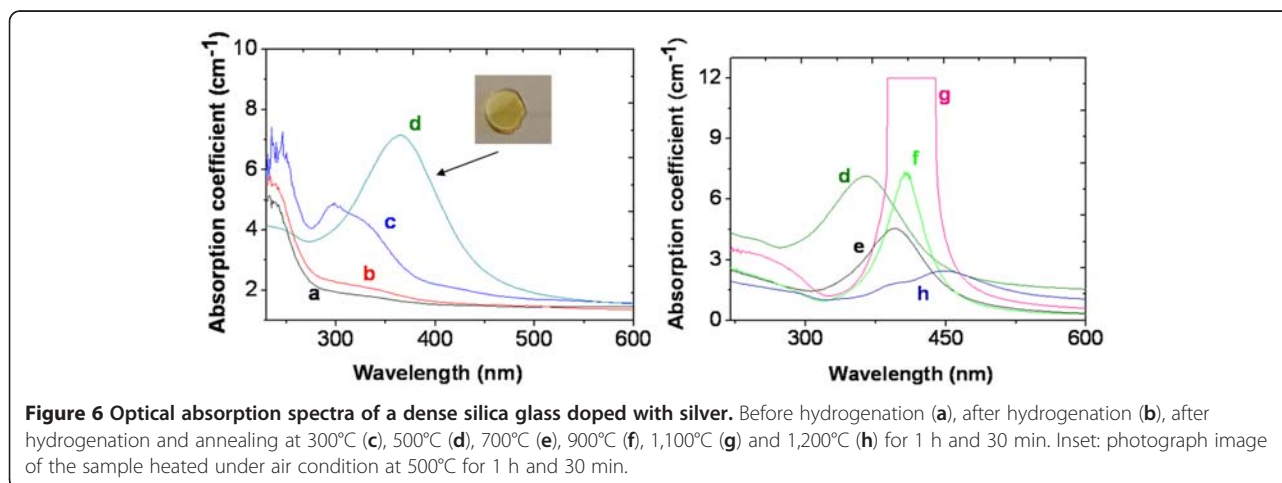 10
8
6
4
2
Absorption coefficient (cm⁻¹)
300
400
500
600
Wavelength (nm)
a
b
c
d
12
9
6
3
0
Absorption coefficient (cm⁻¹)
300
450
600
Wavelength (nm)
d
e
f
g
h
Figure 6 Optical absorption spectra of a dense silica glass doped with silver. Before hydrogenation (a), after hydrogenation (b), after
hydrogenation and annealing at 300°C (c), 500°C (d), 700°C (e), 900°C (f), 1,100°C (g) and 1,200°C (h) for 1 h and 30 min. Inset: photograph image
of the sample heated under air condition at 500°C for 1 h and 30 min.